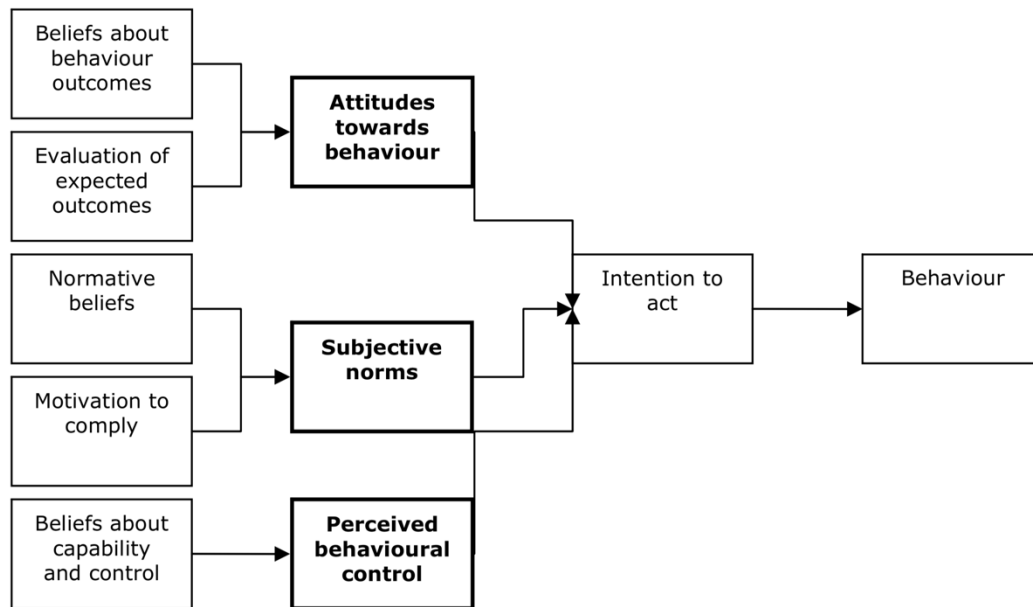 Beliefs about
behaviour
outcomes
Evaluation of
expected
outcomes
Normative
beliefs
Motivation to
comply
Beliefs about
capability
and control
Attitudes
towards
behaviour
Subjective
norms
Perceived
behavioural
control
Intention to
act
Behaviour